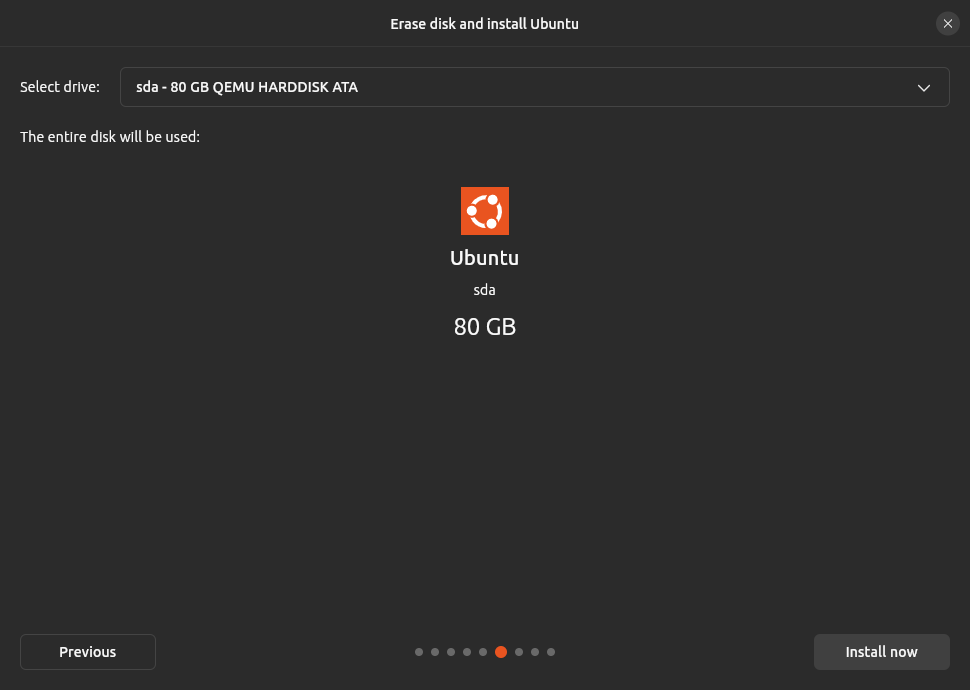 Erase disk and install Ubuntu
Select drive:
sda - 80 GB QEMU HARDDISK ATA
The entire disk will be used:
Ubuntu
sda
80 GB
Previous
Install now